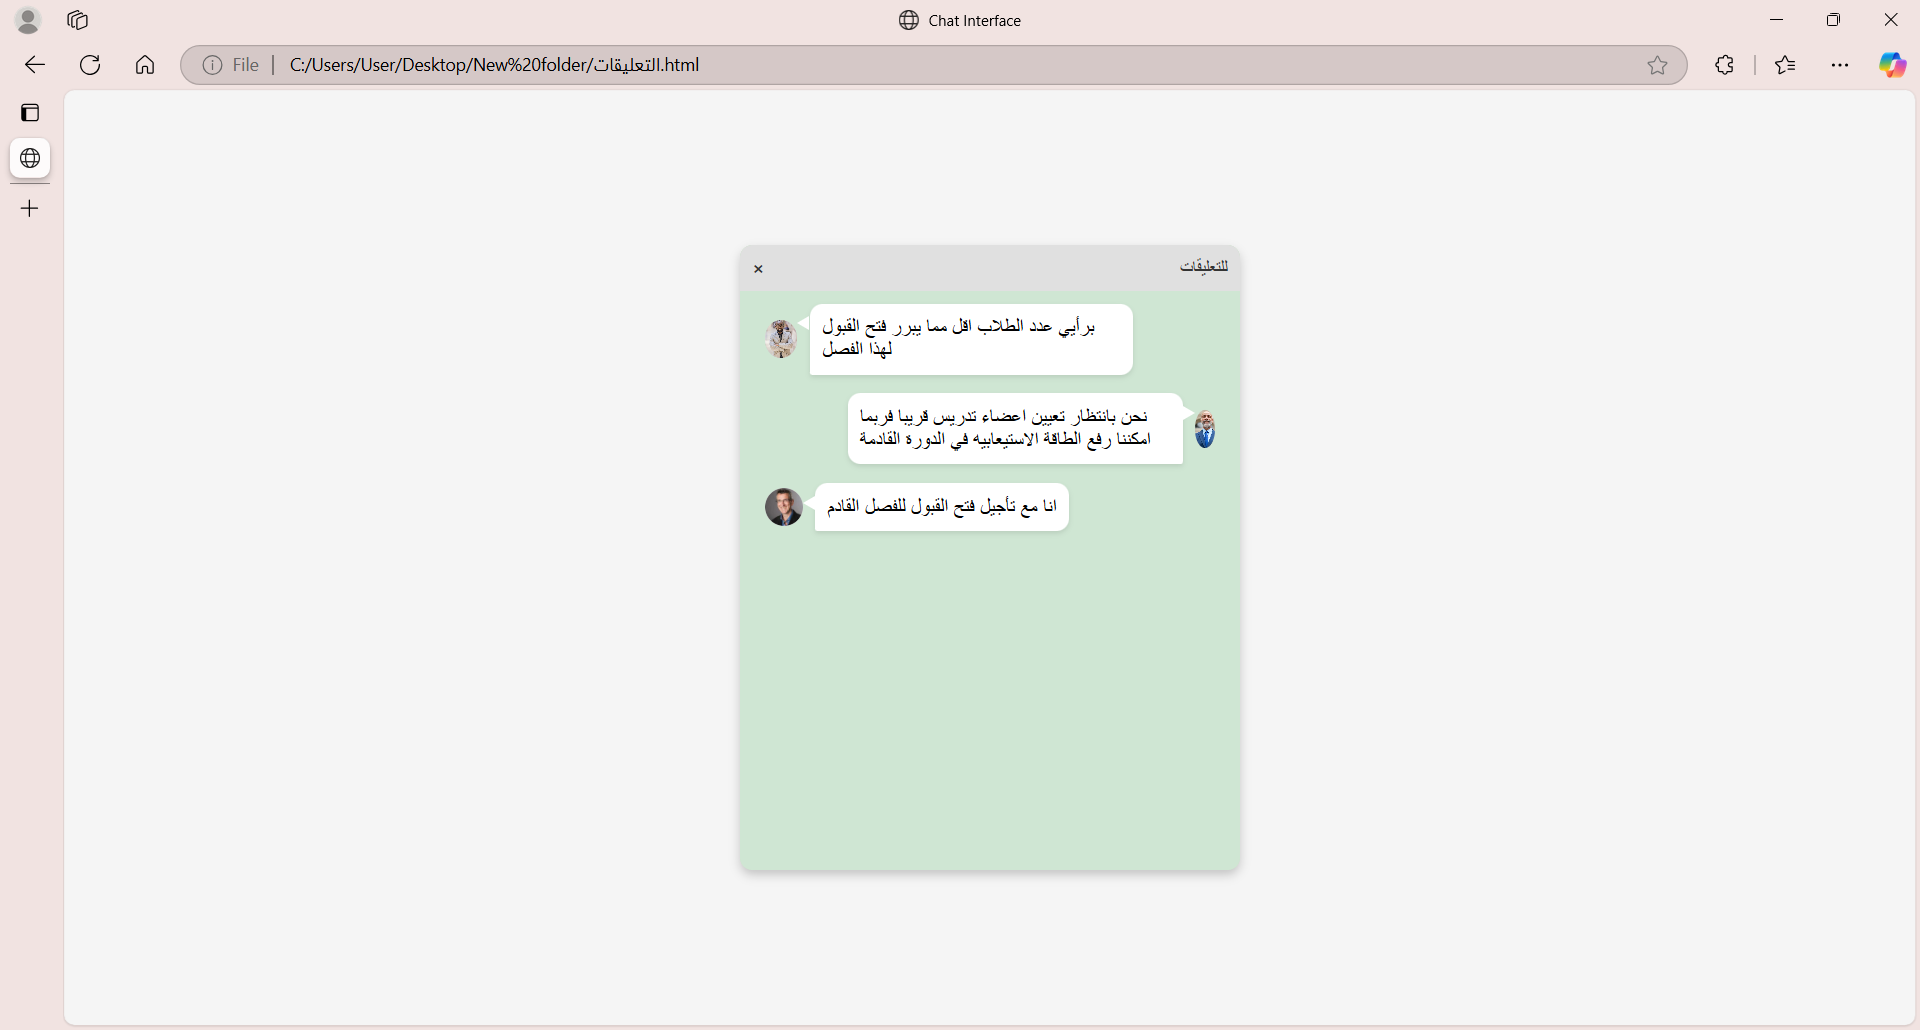 Chat Interface
File
C:/Users/User/Desktop/New%20folder/التعليقات.html
للتعليقات
×
برأيي عدد الطلاب اقل مما يبرر فتح القبول
لهذا الفصل
نحن بانتظار تعيين اعضاء تدريس قريبا فربما
امكننا رفع الطاقة الاستيعابيه في الدورة القادمة
انا مع تأجيل فتح القبول للفصل القادم